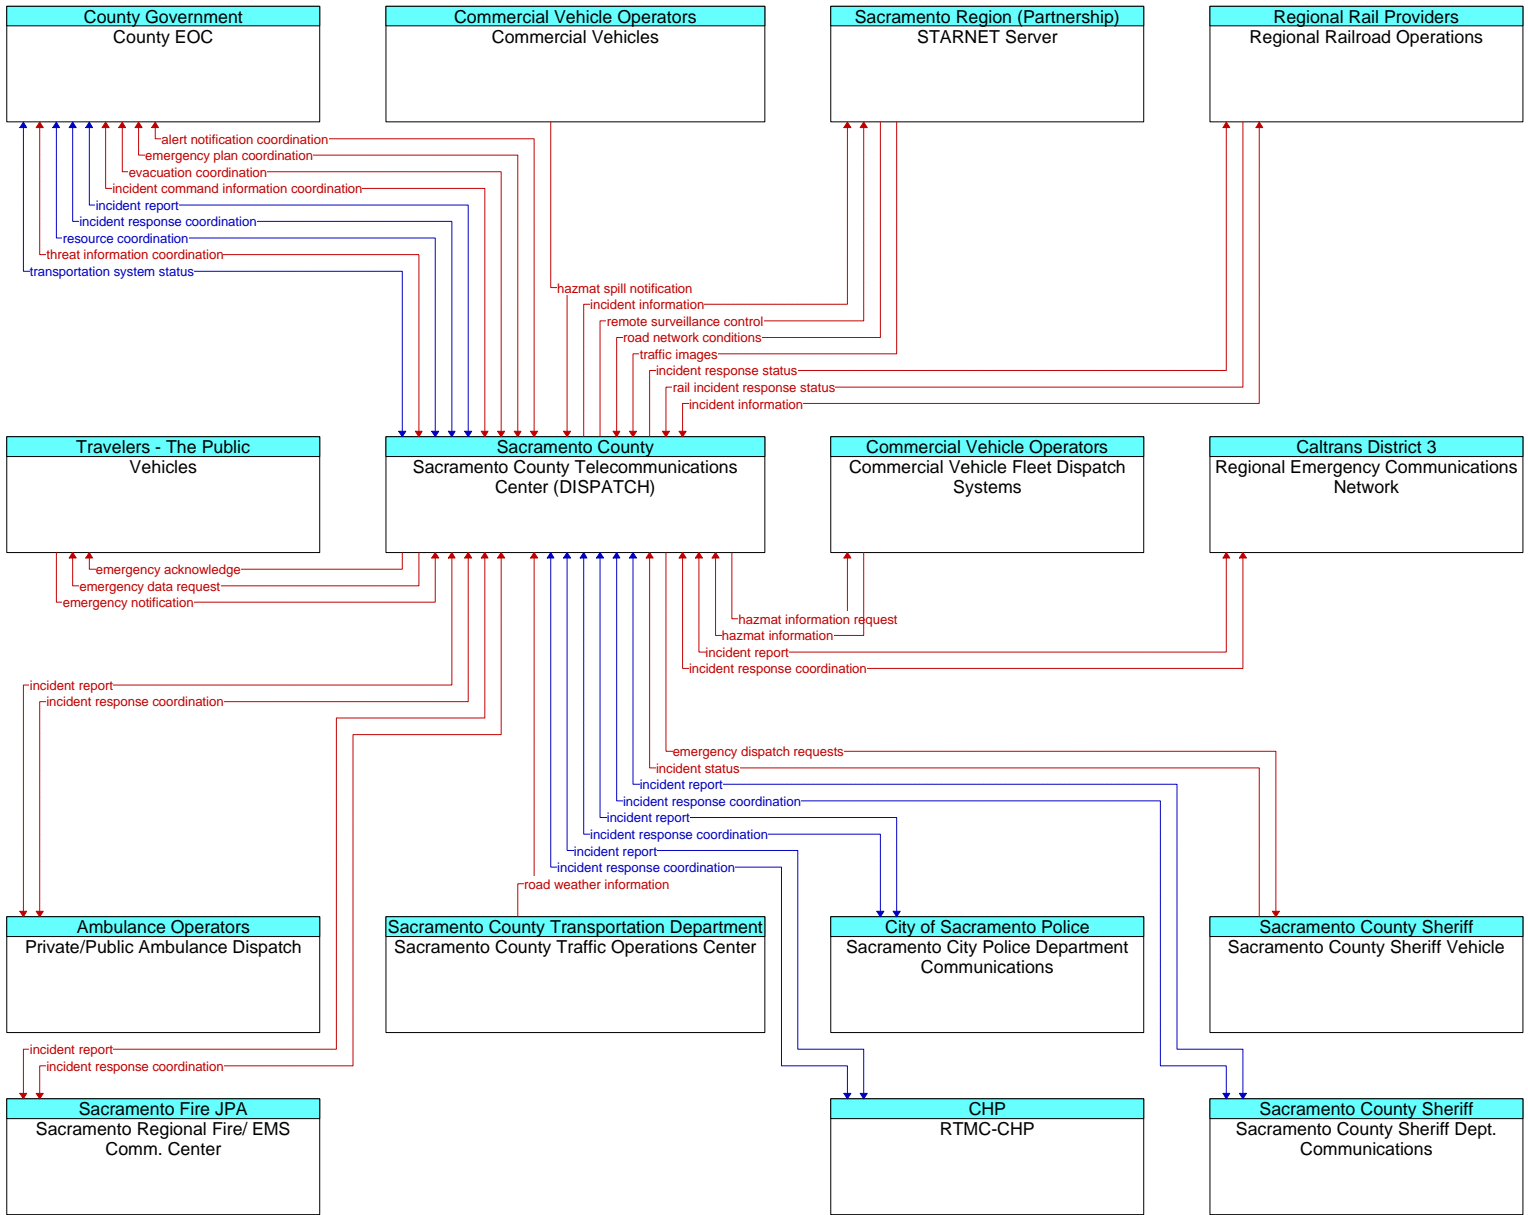 County Government
County EOC
Commercial Vehicle Operators
Commercial Vehicles
Sacramento Region (Partnership)
STARNET Server
Regional Rail Providers
Regional Railroad Operations
alert notification coordination
emergency plan coordination
evacuation coordination
incident command information coordination
incident report
incident response coordination
resource coordination
threat information coordination
transportation system status
hazmat spill notification
incident information
remote surveillance control
road network conditions
traffic images
incident response status
rail incident response status
incident information
Travelers - The Public
Vehicles
Sacramento County
Sacramento County Telecommunications
Center (DISPATCH)
Commercial Vehicle Operators
Commercial Vehicle Fleet Dispatch
Systems
Caltrans District 3
Regional Emergency Communications
Network
emergency acknowledge
emergency data request
emergency notification
hazmat information request
hazmat information
incident report
incident response coordination
incident report
incident response coordination
emergency dispatch requests
incident status
incident report
incident response coordination
incident report
incident response coordination
incident report
incident response coordination
road weather information
Ambulance Operators
Private/Public Ambulance Dispatch
Sacramento County Transportation Department
Sacramento County Traffic Operations Center
City of Sacramento Police
Sacramento City Police Department
Communications
Sacramento County Sheriff
Sacramento County Sheriff Vehicle
incident report
incident response coordination
Sacramento Fire JPA
Sacramento Regional Fire/ EMS
Comm. Center
CHP
RTMC-CHP
Sacramento County Sheriff
Sacramento County Sheriff Dept.
Communications